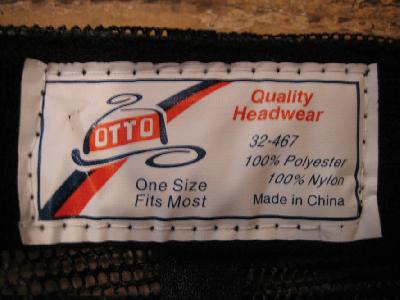 OTTO
One Size
Fits Most
Quality
Headwear
32-467
100% Polyester
100% Nylon
Made in China